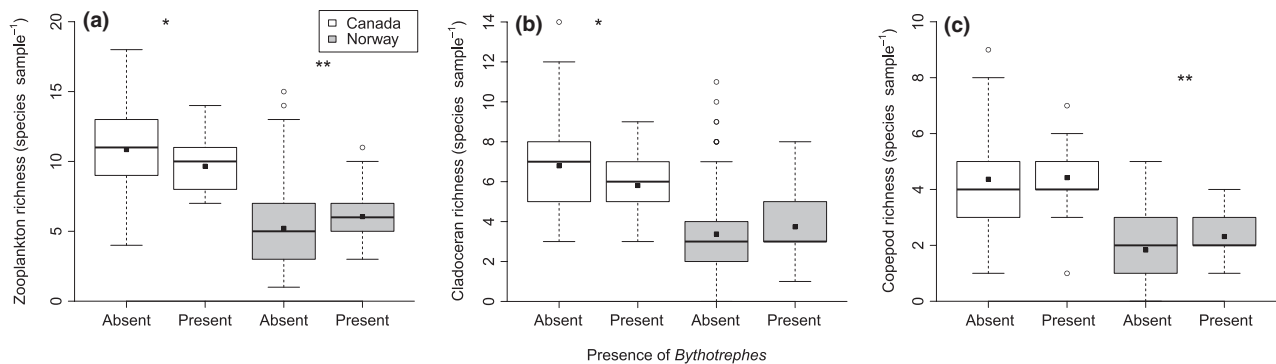 (a)
*
Canada
Norway
**
Zooplankton richness (species sample⁻¹)
20
15
10
5
0
Absent Present Absent Present
(b)
*
Cladoceran richness (species sample⁻¹)
14
12
10
8
6
4
2
0
Absent Present Absent Present
(c)
**
Copepod richness (species sample⁻¹)
10
8
6
4
2
0
Absent Present Absent Present
Presence of Bythotrephes